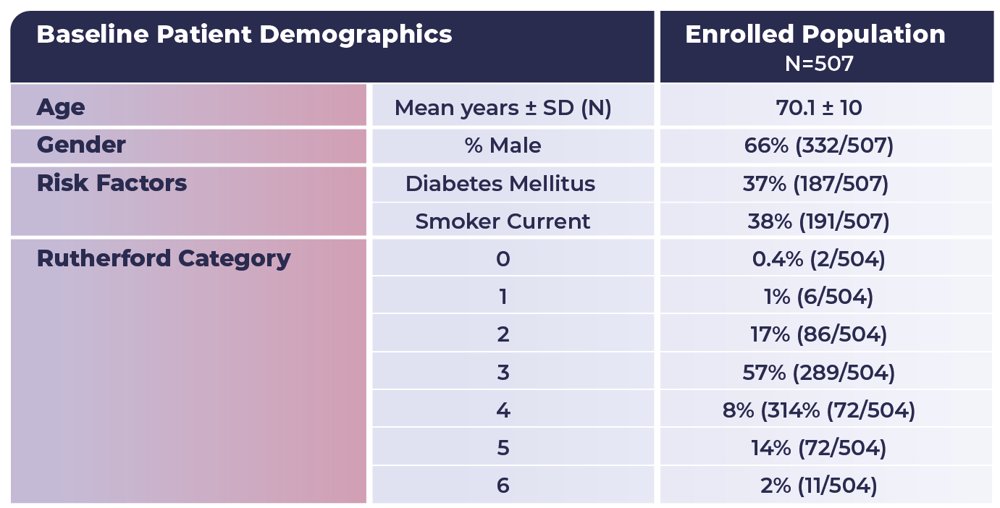 Baseline Patient Demographics
Enrolled Population
N=507
Age Mean years ± SD (N) 70.1 ± 10
Gender % Male 66% (332/507)
Risk Factors Diabetes Mellitus 37% (187/507)
Smoker Current 38% (191/507)
Rutherford Category 0 0.4% (2/504)
1 1% (6/504)
2 17% (86/504)
3 57% (289/504)
4 8% (314% (72/504)
5 14% (72/504)
6 2% (11/504)